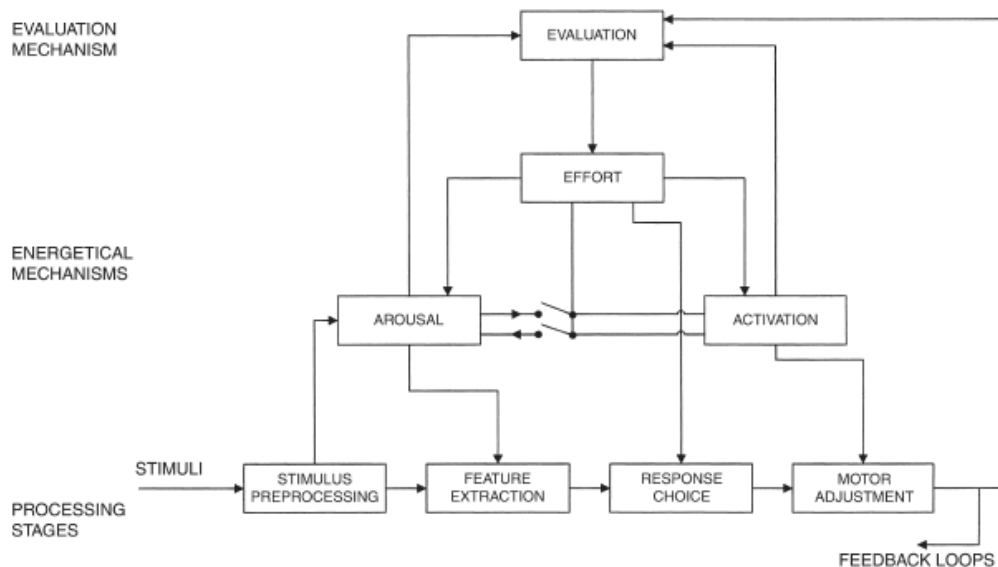 EVALUATION
MECHANISM
EVALUATION
EFFORT
ENERGETICAL
MECHANISMS
AROUSAL
ACTIVATION
STIMULI
STIMULUS
PREPROCESSING
FEATURE
EXTRACTION
RESPONSE
CHOICE
MOTOR
ADJUSTMENT
PROCESSING
STAGES
FEEDBACK LOOPS